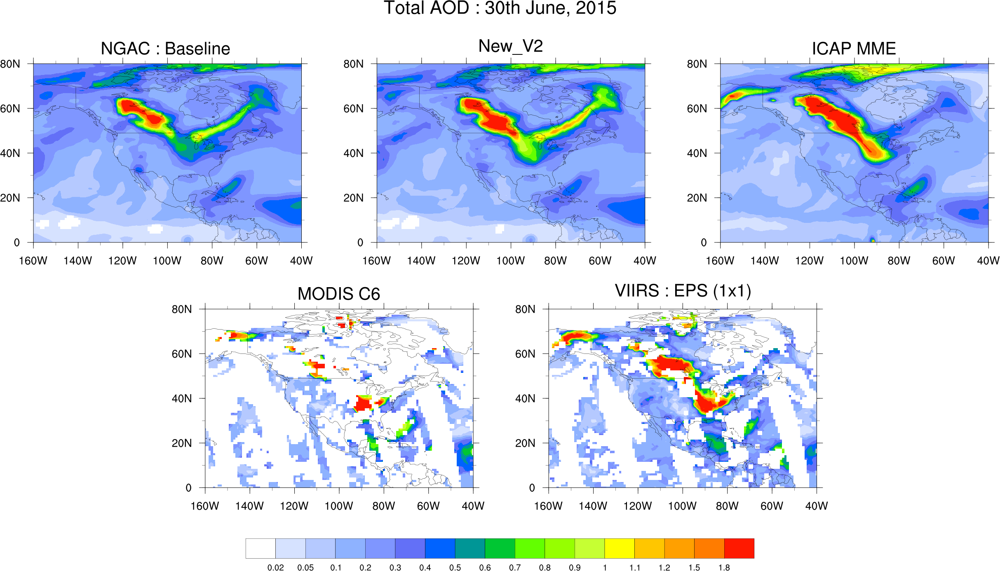 Total AOD : 30th June, 2015
NGAC : Baseline
New_V2
ICAP MME
80N
60N
40N
20N
0
160W 140W 120W 100W 80W 60W 40W
80N
60N
40N
20N
0
160W 140W 120W 100W 80W 60W 40W
80N
60N
40N
20N
0
160W 140W 120W 100W 80W 60W 40W
MODIS C6
VIIRS : EPS (1x1)
80N
60N
40N
20N
0
160W 140W 120W 100W 80W 60W 40W
80N
60N
40N
20N
0
160W 140W 120W 100W 80W 60W 40W
0.02 0.05 0.1 0.2 0.3 0.4 0.5 0.6 0.7 0.8 0.9 1 1.1 1.2 1.5 1.8